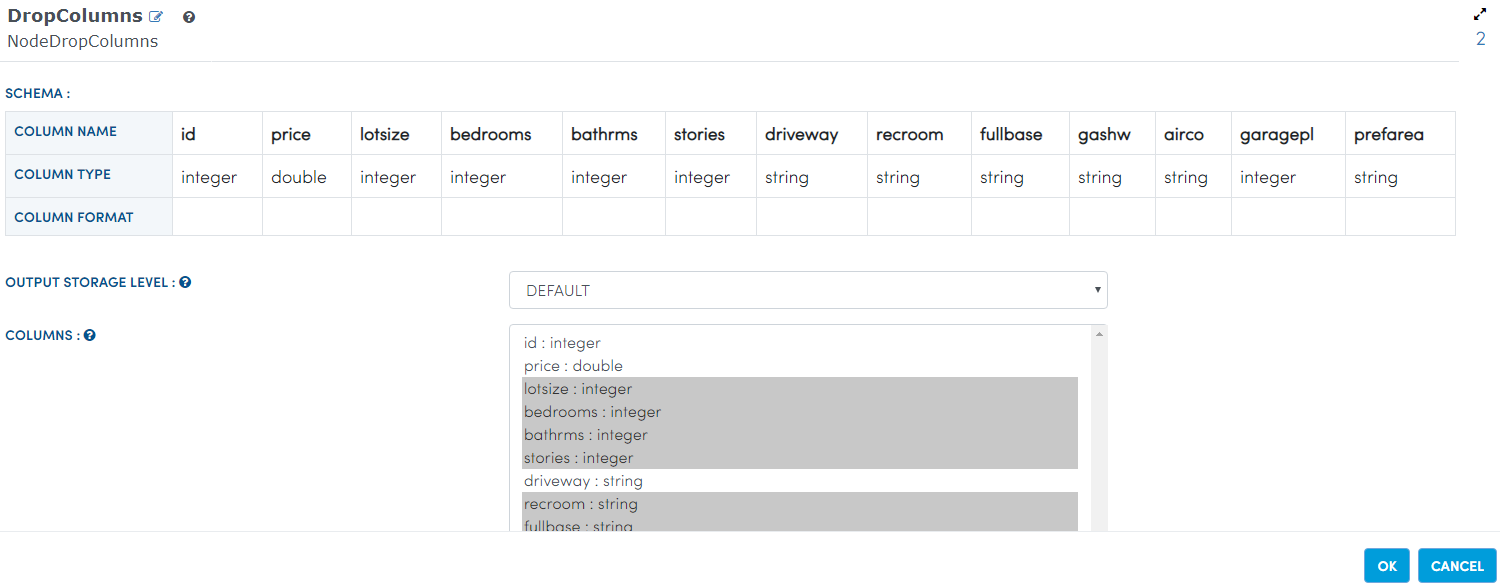 DropColumns
NodeDropColumns
2
SCHEMA :
COLUMN NAME id price lotsize bedrooms bathrms stories driveway recroom fullbase gashw airco garagepl prefarea
COLUMN TYPE integer double integer integer integer integer string string string string string integer string
COLUMN FORMAT
OUTPUT STORAGE LEVEL :
DEFAULT
COLUMNS :
id : integer
price : double
lotsize : integer
bedrooms : integer
bathrms : integer
stories : integer
driveway : string
recroom : string
fullbase : string
OK CANCEL